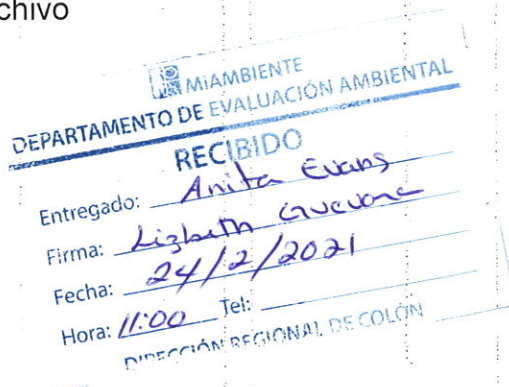 chivo
MIAMBIENTE
DEPARTAMENTO DE EVALUACIÓN AMBIENTAL
RECIBIDO
Entregado: Anita Evans
Firma: Lizbeth Guevara
Fecha: 24/2/2021
Hora: 11:00 Tel:
DIRECCIÓN REGIONAL DE COLÓN